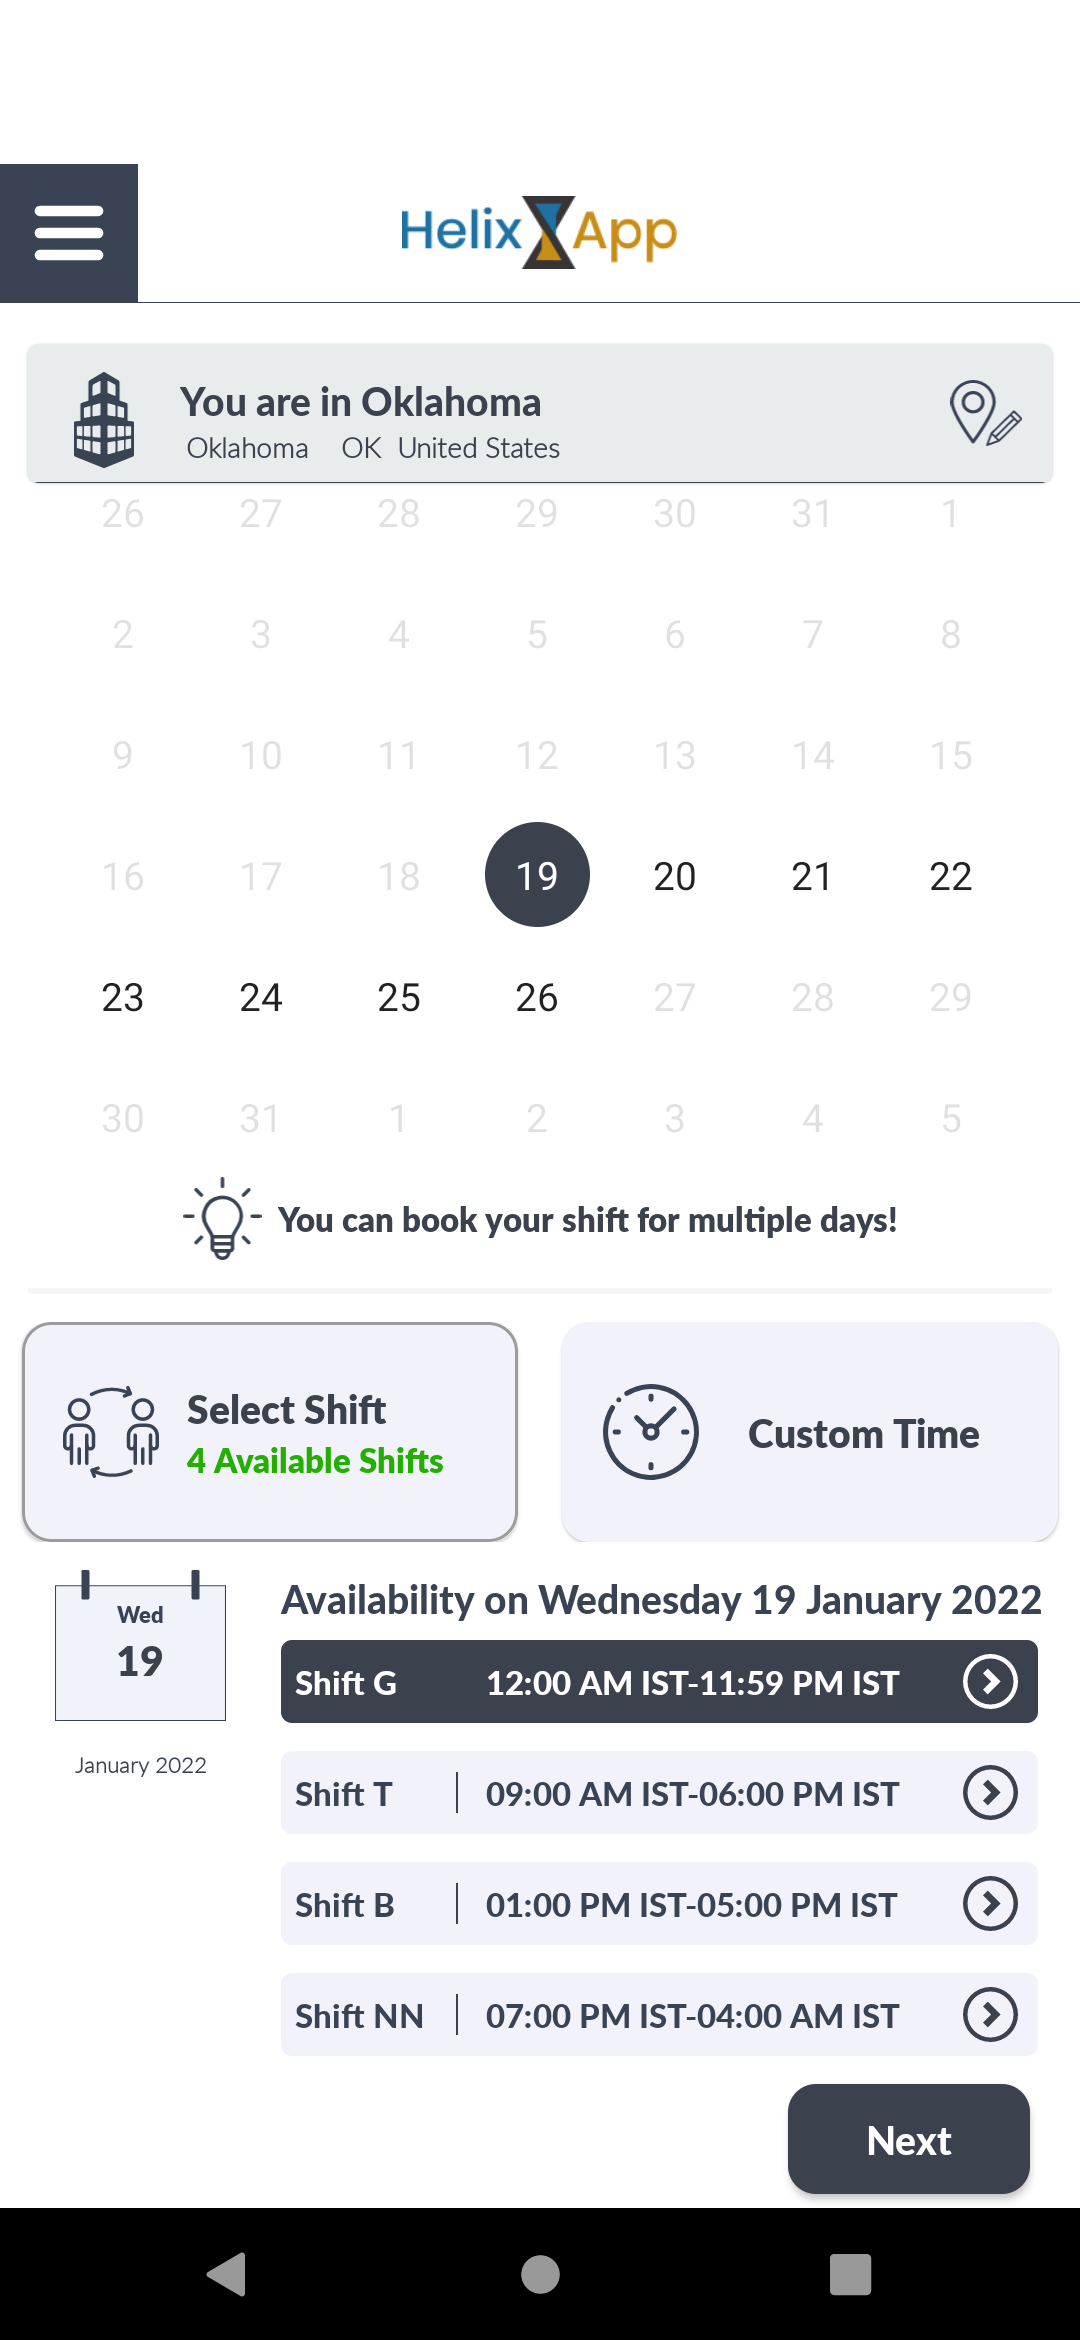 Helix App
You are in Oklahoma
Oklahoma OK United States
26 27 28 29 30 31 1
2 3 4 5 6 7 8
9 10 11 12 13 14 15
16 17 18 19 20 21 22
23 24 25 26 27 28 29
30 31 1 2 3 4 5
You can book your shift for multiple days!
Select Shift
4 Available Shifts
Custom Time
Wed
19
January 2022
Availability on Wednesday 19 January 2022
Shift G 12:00 AM IST-11:59 PM IST
Shift T 09:00 AM IST-06:00 PM IST
Shift B 01:00 PM IST-05:00 PM IST
Shift NN 07:00 PM IST-04:00 AM IST
Next